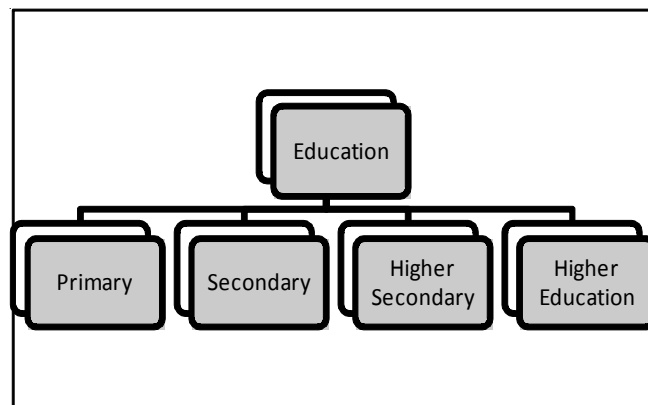 Education
Primary
Secondary
Higher
Secondary
Higher
Education